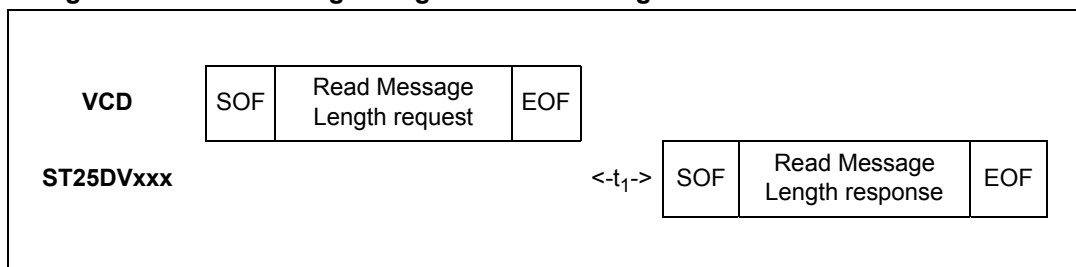 VCD SOF Read Message Length request EOF
ST25DVxxx <-t1-> SOF Read Message Length response EOF